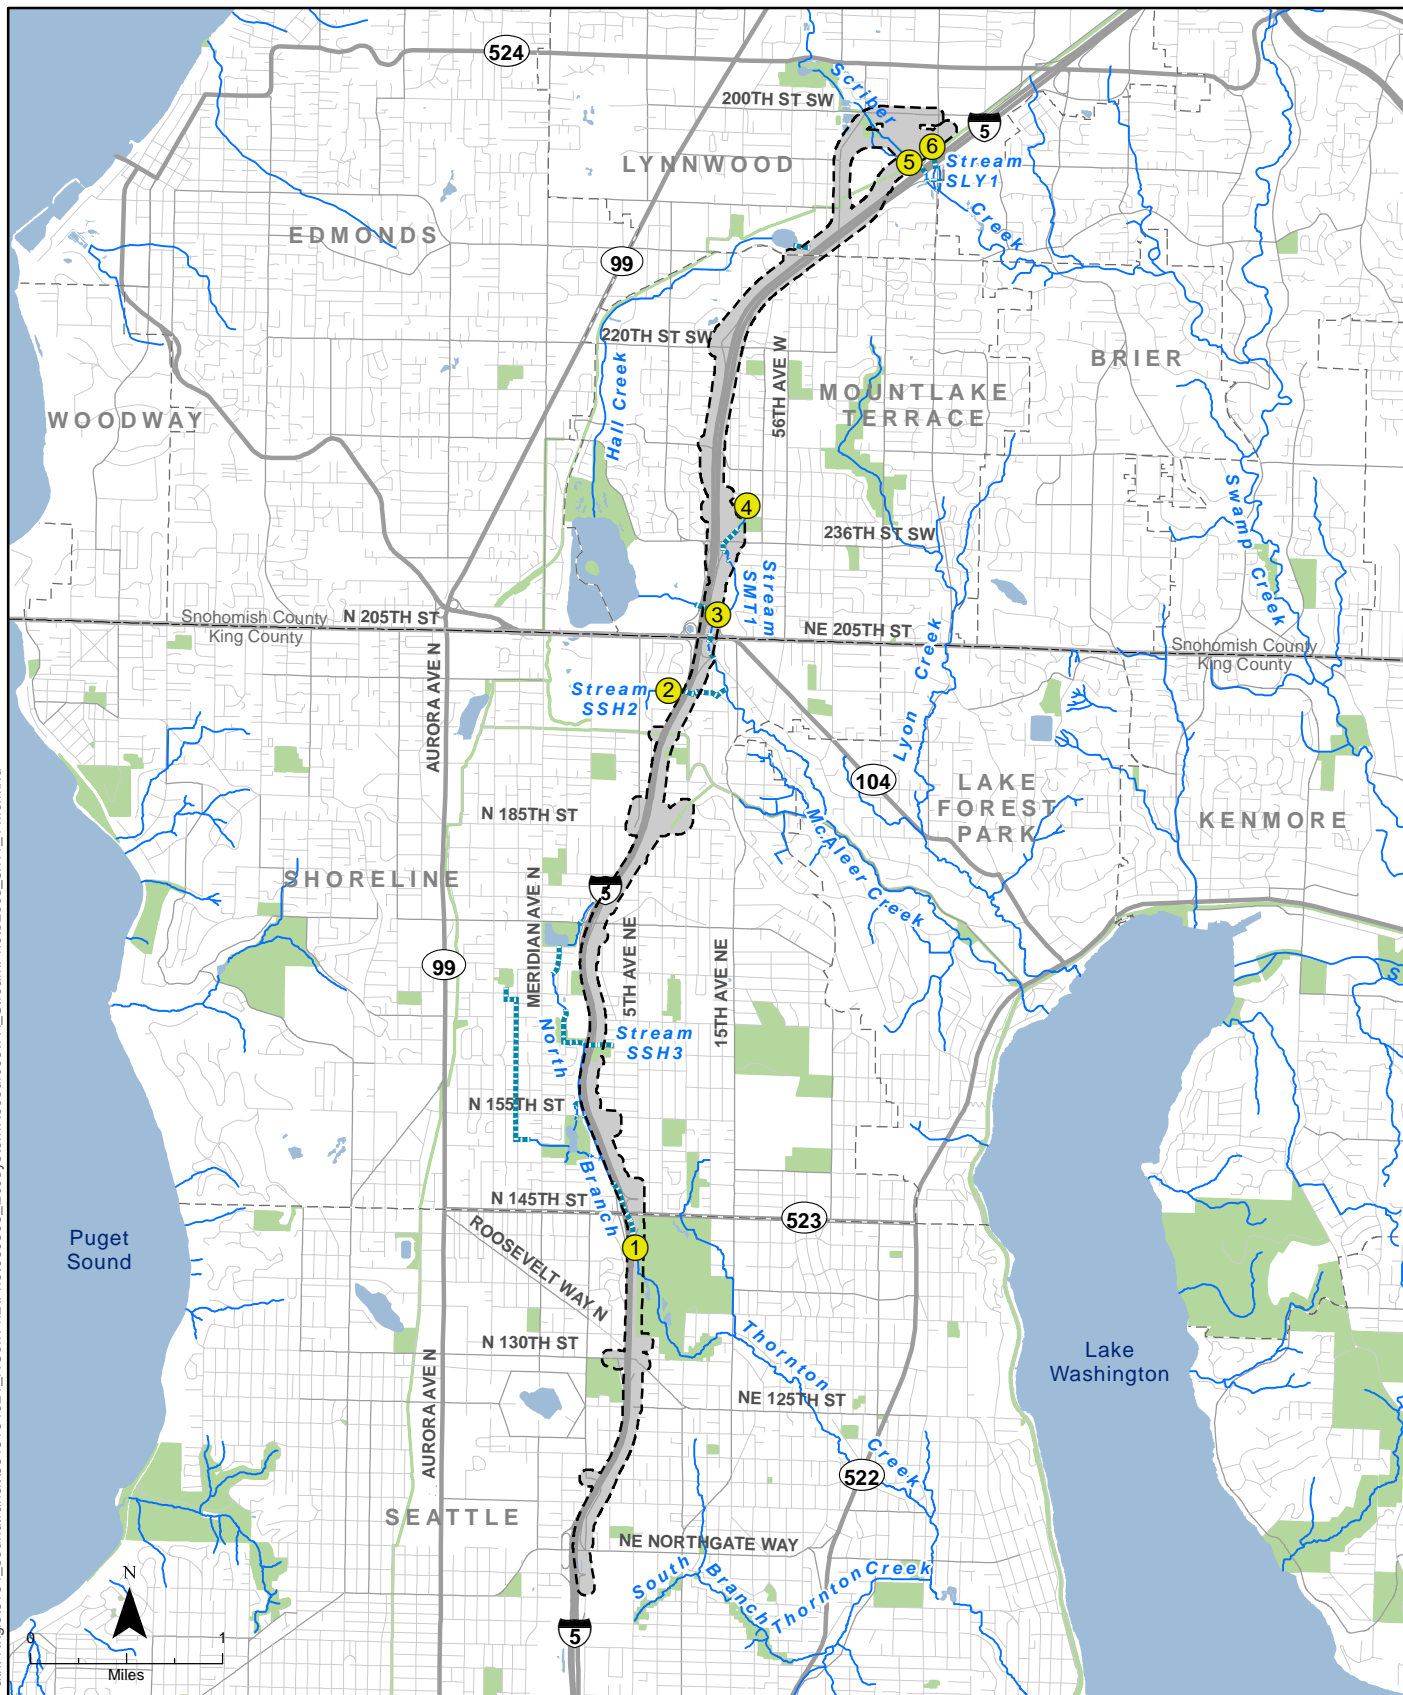 524
Scriber
200TH ST SW
5
LYNNWOOD
6
5
Stream
SLY1
Creek
EDMONDS
99
220TH ST SW
56TH AVE W
BRIER
Hall Creek
MOUNTLAKE
TERRACE
WOODWAY
4
236TH ST SW
Swamp Creek
Stream
SMT1
3
Snohomish County
King County
N 205TH ST
NE 205TH ST
Snohomish County
King County
Lyon Creek
AURORA AVE N
Stream
SSH2
2
104
LAKE
FOREST
PARK
N 185TH ST
McAleer Creek
KENMORE
SHORELINE
MERIDIAN AVE N
5
5TH AVE NE
15TH AVE NE
99
S
North
Stream
SSH3
N 155TH ST
Branch
N 145TH ST
523
ROOSEVELT WAY N
1
Puget
Sound
N 130TH ST
Thornton
Lake
Washington
AURORA AVE N
NE 125TH ST
Creek
522
SEATTLE
NE NORTHGATE WAY
South
Branch
Thornton Creek
N
5
0
1
Miles